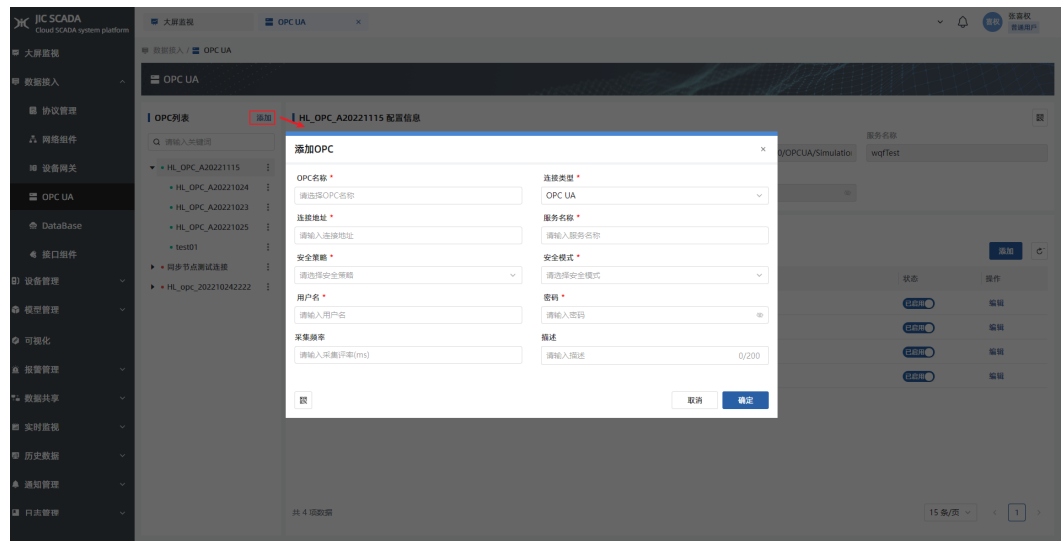 JIC SCADA
Cloud SCADA system platform
大屏监视
OPC UA ×
昔权
张喜权
普通用户
大屏监视
数据接入 / OPC UA
数据接入
OPC UA
协议管理
网络组件
设备网关
OPC UA
DataBase
接口组件
设备管理
模型管理
可视化
报警管理
数据共享
实时监视
历史数据
通知管理
日志管理
OPC列表 添加
请输入关键词
HL_OPC_A20221115
HL_OPC_A20221024
HL_OPC_A20221023
HL_OPC_A20221025
test01
同步节点测试连接
HL_opc_202210242222
HL_OPC_A20221115 配置信息
服务名称
0/OPCUA/Simulation
wqfTest
添加
状态 操作
已启用 编辑
已启用 编辑
已启用 编辑
已启用 编辑
共 4 项数据
15 条/页
1
添加OPC ×
OPC名称 * 连接类型 *
请选择OPC名称 OPC UA
连接地址 * 服务名称 *
请输入连接地址 请输入服务名称
安全策略 * 安全模式 *
请选择安全策略 请选择安全模式
用户名 * 密码 *
请输入用户名 请输入密码
采集频率 描述
请输入采集评率(ms) 请输入描述 0/200
取消 确定